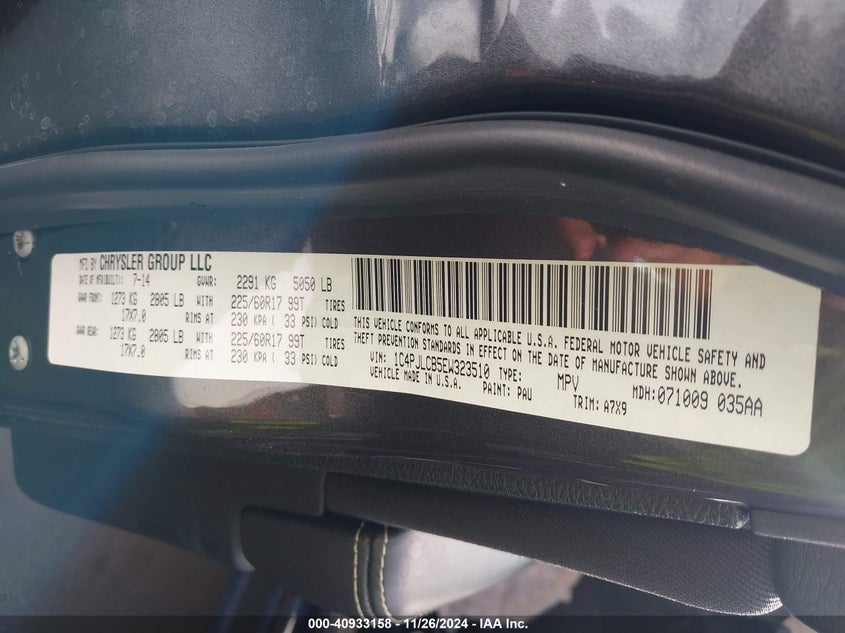 MFD BY CHRYSLER GROUP LLC
DATE OF MFR(BUILT): 7-14 GVWR: 2291 KG 5050 LB
GAWR FRONT: 1273 KG 2805 LB WITH 225/60R17 99T TIRES
17X7.0 RIMS AT 230 KPA ( 33 PSI) COLD
GAWR REAR: 1273 KG 2805 LB WITH 225/60R17 99T TIRES
17X7.0 RIMS AT 230 KPA ( 33 PSI) COLD
THIS VEHICLE CONFORMS TO ALL APPLICABLE U.S.A. FEDERAL MOTOR VEHICLE SAFETY AND
THEFT PREVENTION STANDARDS IN EFFECT ON THE DATE OF MANUFACTURE SHOWN ABOVE.
VIN: 1C4PJLCB5EW323510 TYPE: MPV MDH:071009 035AA
VEHICLE MADE IN U.S.A. PAINT: PAU TRIM: A7X9
000-40933158 - 11/26/2024 - IAA Inc.